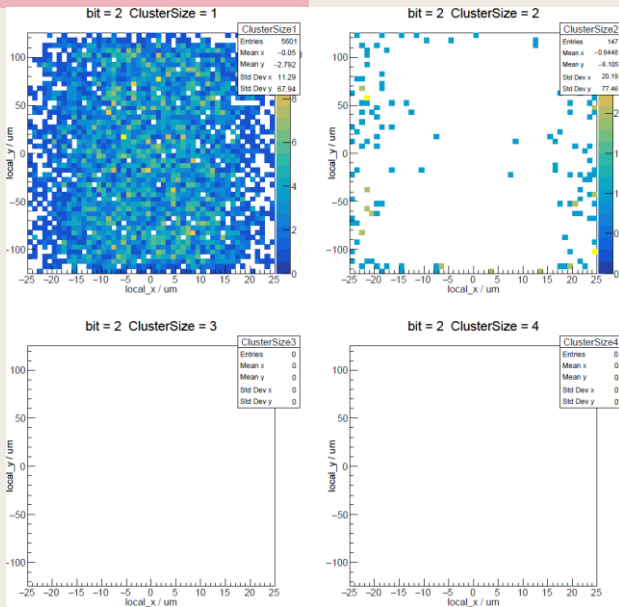 bit = 2 ClusterSize = 1
ClusterSize1
Entries 5601
Mean x −0.05
Mean y −2.792
Std Dev x 11.29
Std Dev y 67.94
local_y / um
100
50
0
−50
−100
8
6
4
2
0
−25 −20 −15 −10 −5 0 5 10 15 20 25
local_x / um
bit = 2 ClusterSize = 2
ClusterSize2
Entries 147
Mean x −0.6448
Mean y −6.105
Std Dev x 20.19
Std Dev y 77.46
local_y / um
100
50
0
−50
−100
−25 −20 −15 −10 −5 0 5 10 15 20 25
local_x / um
bit = 2 ClusterSize = 3
ClusterSize3
Entries 0
Mean x 0
Mean y 0
Std Dev x 0
Std Dev y 0
local_y / um
100
50
0
−50
−100
−25 −20 −15 −10 −5 0 5 10 15 20 25
local_x / um
bit = 2 ClusterSize = 4
ClusterSize4
Entries 0
Mean x 0
Mean y 0
Std Dev x 0
Std Dev y 0
local_y / um
100
50
0
−50
−100
−25 −20 −15 −10 −5 0 5 10 15 20 25
local_x / um